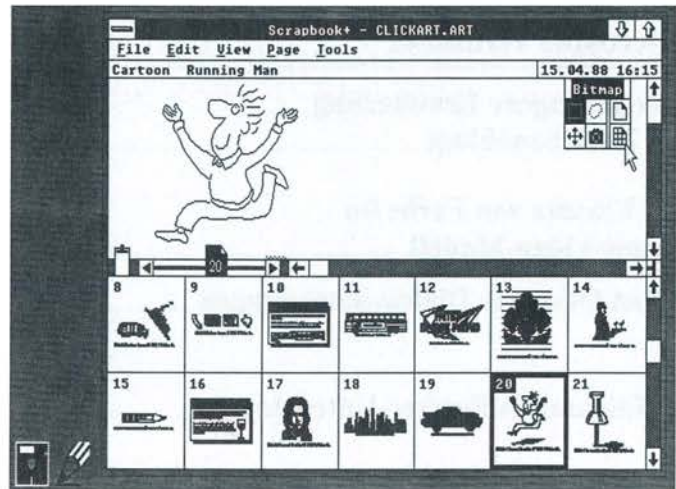 Scrapbook+ - CLICKART.ART
File Edit View Page Tools
Cartoon Running Man 15.04.88 16:15
Bitmap
20
8 9 10 11 12 13 14
15 16 17 18 19 20 21